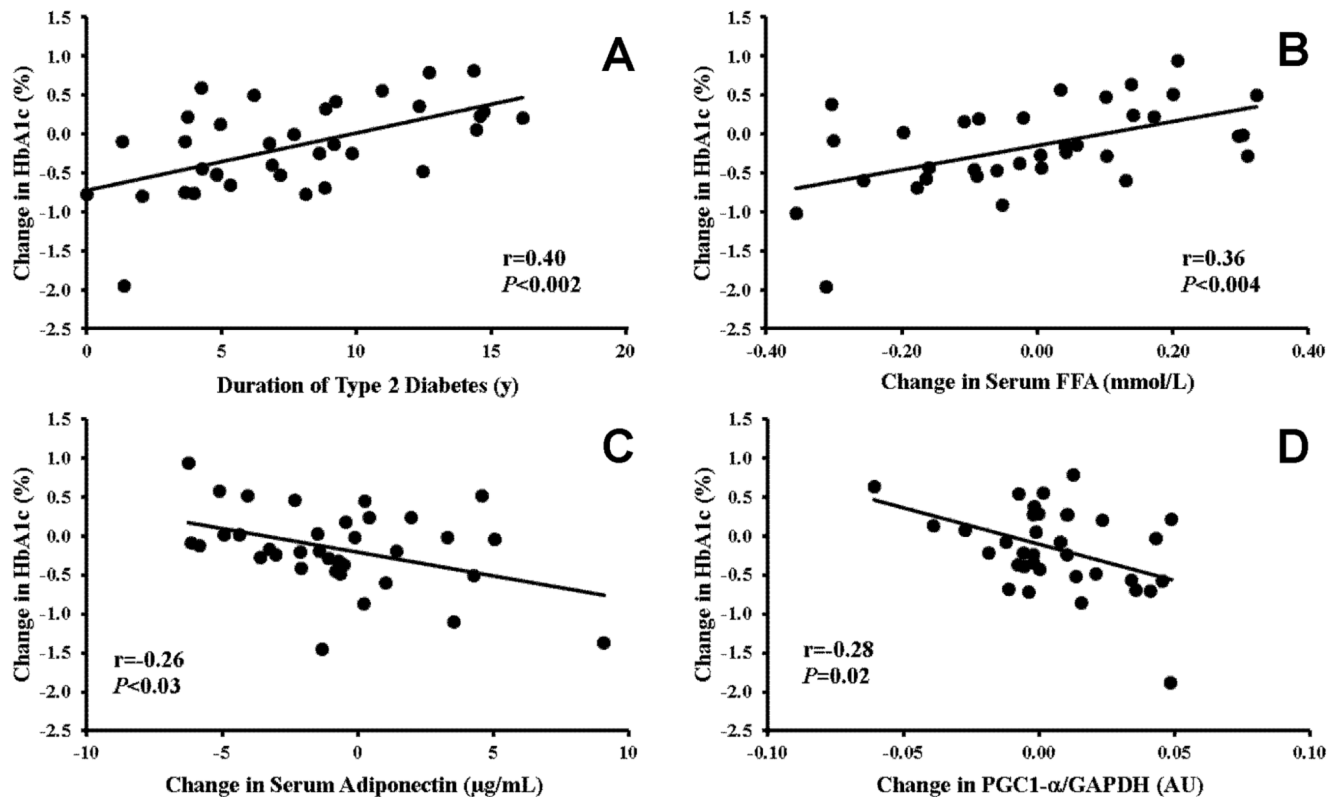 A
Change in HbA1c (%)
1.5
1.0
0.5
0.0
-0.5
-1.0
-1.5
-2.0
-2.5
r=0.40
P<0.002
0 5 10 15 20
Duration of Type 2 Diabetes (y)
B
Change in HbA1c (%)
1.5
1.0
0.5
0.0
-0.5
-1.0
-1.5
-2.0
-2.5
r=0.36
P<0.004
-0.40 -0.20 0.00 0.20 0.40
Change in Serum FFA (mmol/L)
C
Change in HbA1c (%)
1.5
1.0
0.5
0.0
-0.5
-1.0
-1.5
-2.0
-2.5
r=-0.26
P<0.03
-10 -5 0 5 10
Change in Serum Adiponectin (μg/mL)
D
Change in HbA1c (%)
1.5
1.0
0.5
0.0
-0.5
-1.0
-1.5
-2.0
-2.5
r=-0.28
P=0.02
-0.10 -0.05 0.00 0.05 0.10
Change in PGC1-α/GAPDH (AU)